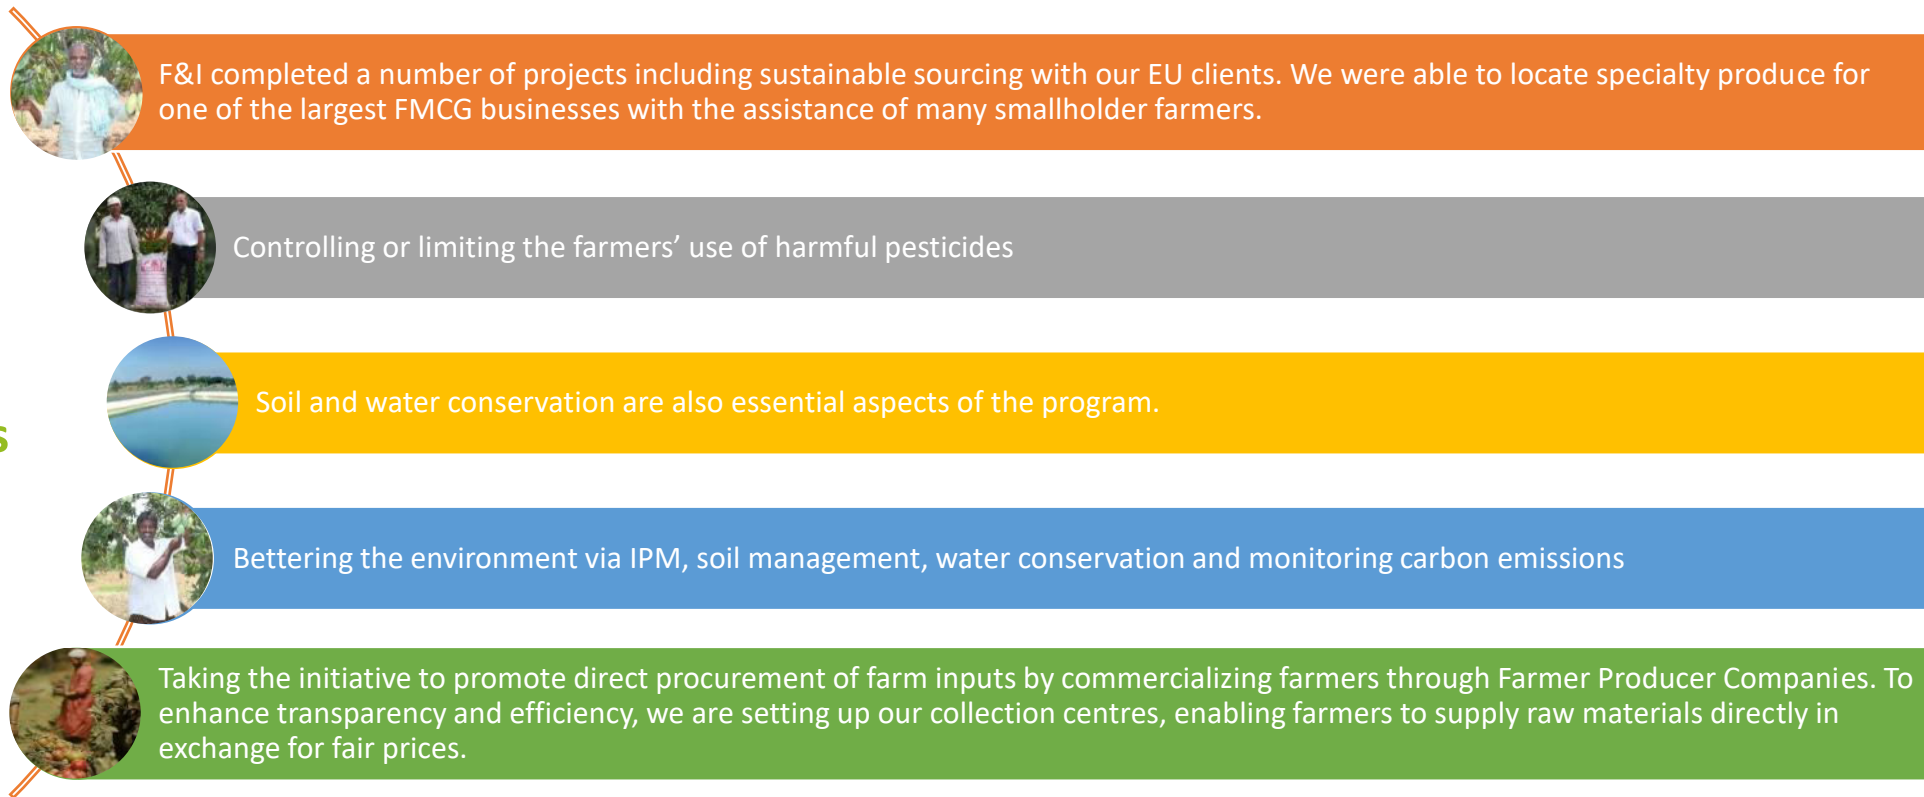 F&I completed a number of projects including sustainable sourcing with our EU clients. We were able to locate specialty produce for
one of the largest FMCG businesses with the assistance of many smallholder farmers.
Controlling or limiting the farmers’ use of harmful pesticides
Soil and water conservation are also essential aspects of the program.
s
Bettering the environment via IPM, soil management, water conservation and monitoring carbon emissions
Taking the initiative to promote direct procurement of farm inputs by commercializing farmers through Farmer Producer Companies. To
enhance transparency and efficiency, we are setting up our collection centres, enabling farmers to supply raw materials directly in
exchange for fair prices.